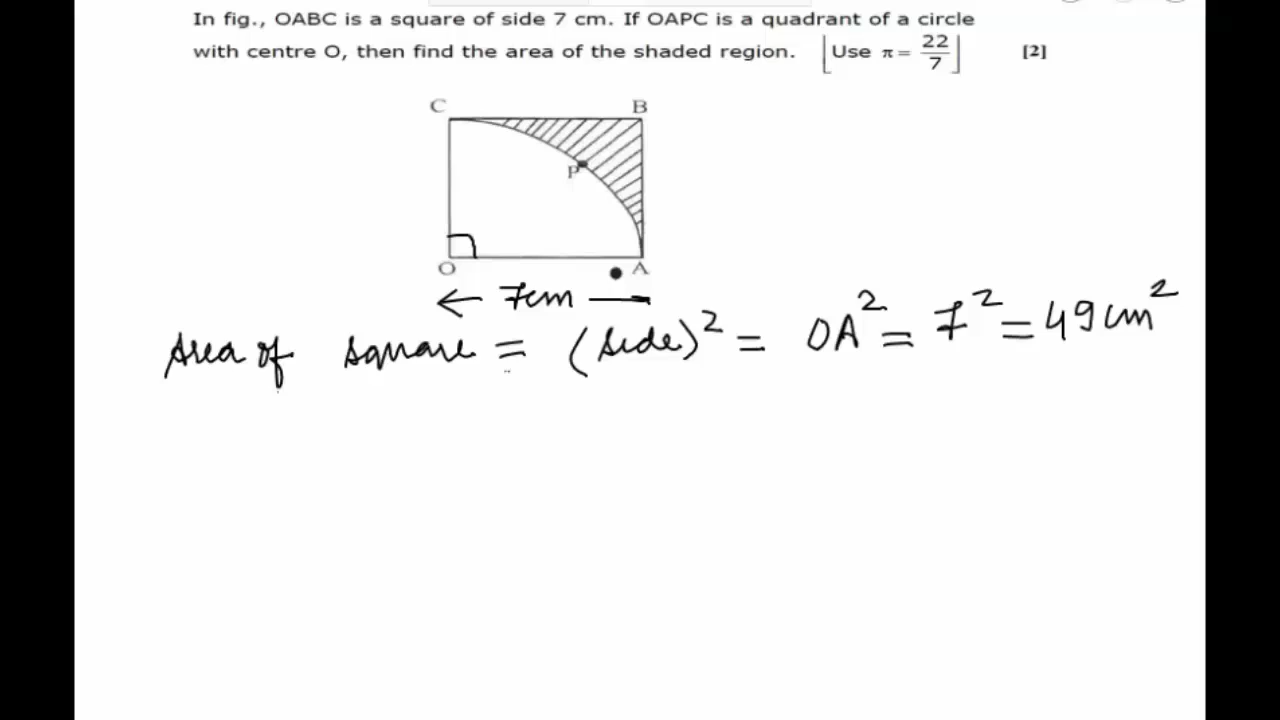 In fig., OABC is a square of side 7 cm. If OAPC is a quadrant of a circle
with centre O, then find the area of the shaded region. [Use π = 22/7] [2]
C B
P
O A
7cm
Area of square = (side)² = OA² = 7² = 49 cm²